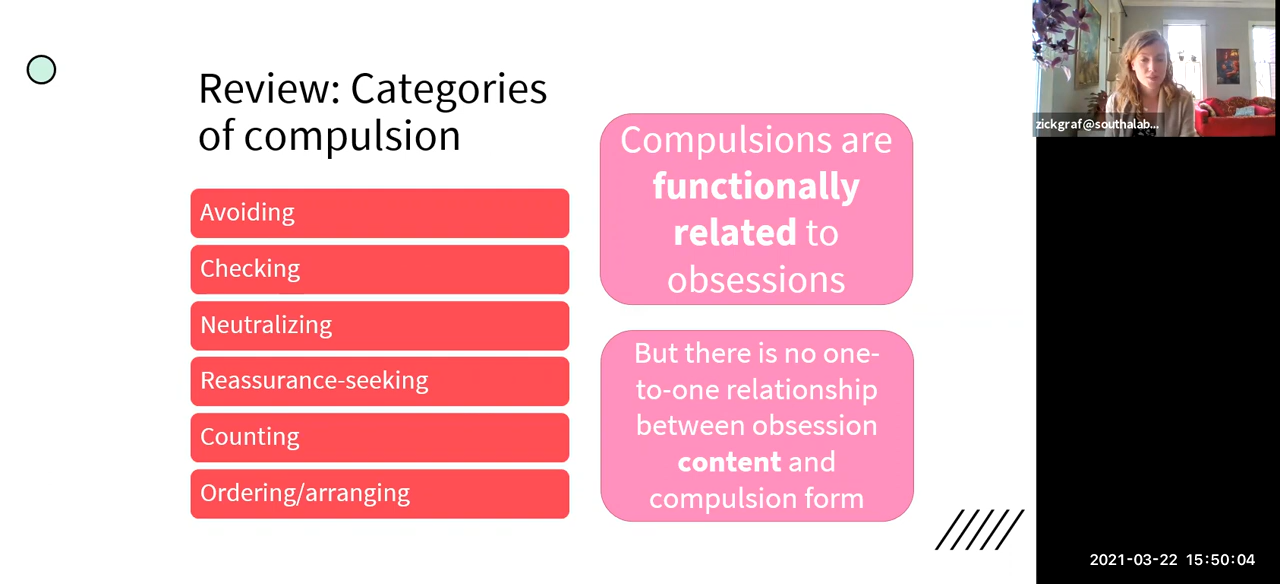 Review: Categories
of compulsion
Avoiding
Checking
Neutralizing
Reassurance-seeking
Counting
Ordering/arranging
Compulsions are
functionally
related to
obsessions
But there is no one-
to-one relationship
between obsession
content and
compulsion form
zickgraf@southalab...
2021-03-22 15:50:04